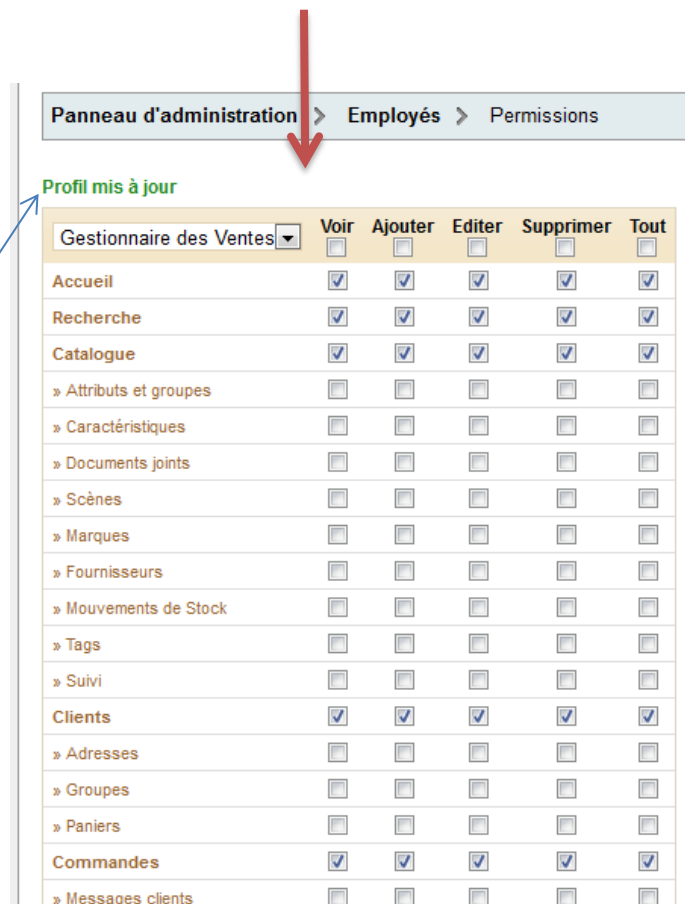 Panneau d'administration > Employés > Permissions
Profil mis à jour
Gestionnaire des Ventes Voir Ajouter Editer Supprimer Tout
Accueil
Recherche
Catalogue
» Attributs et groupes
» Caractéristiques
» Documents joints
» Scènes
» Marques
» Fournisseurs
» Mouvements de Stock
» Tags
» Suivi
Clients
» Adresses
» Groupes
» Paniers
Commandes
» Messages clients